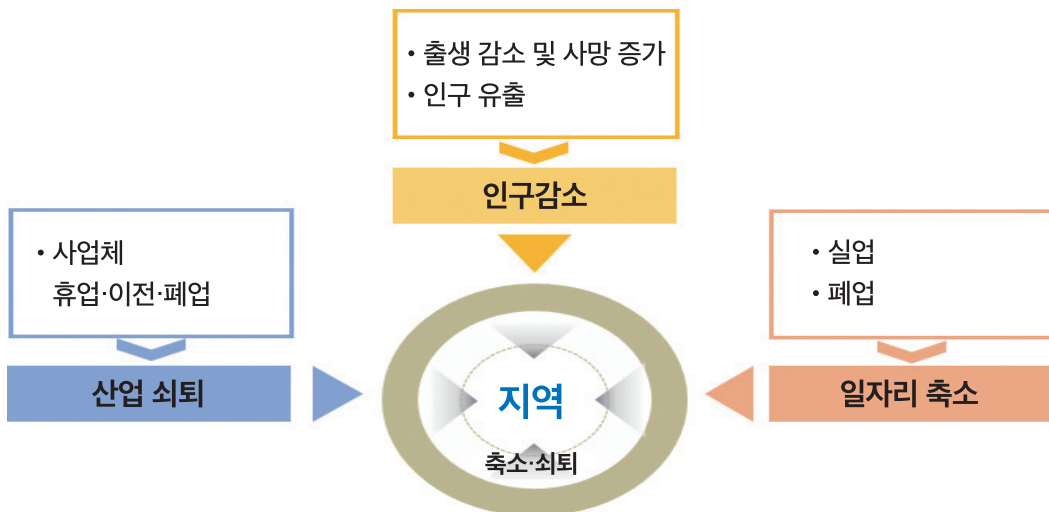 • 출생 감소 및 사망 증가
• 인구 유출
인구감소
• 사업체
휴업·이전·폐업
산업 쇠퇴
• 실업
• 폐업
일자리 축소
지역
축소·쇠퇴